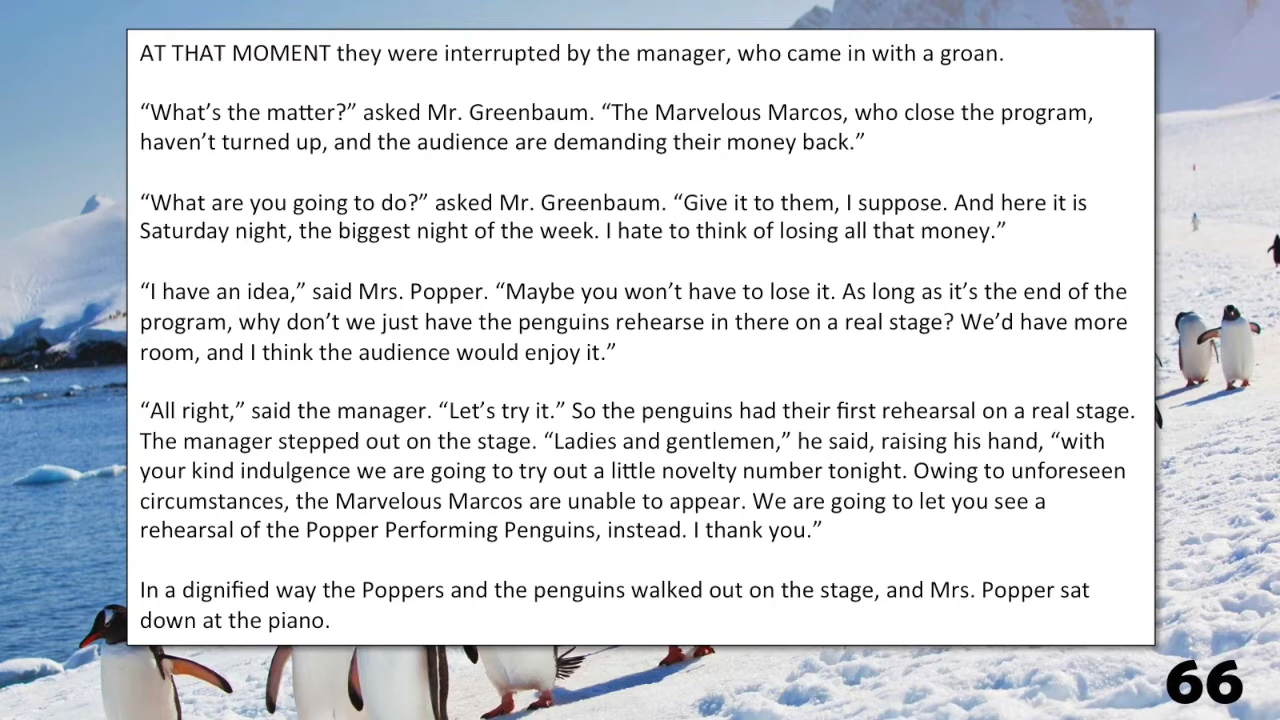 AT THAT MOMENT they were interrupted by the manager, who came in with a groan.
“What’s the matter?” asked Mr. Greenbaum. “The Marvelous Marcos, who close the program,
haven’t turned up, and the audience are demanding their money back.”
“What are you going to do?” asked Mr. Greenbaum. “Give it to them, I suppose. And here it is
Saturday night, the biggest night of the week. I hate to think of losing all that money.”
“I have an idea,” said Mrs. Popper. “Maybe you won’t have to lose it. As long as it’s the end of the
program, why don’t we just have the penguins rehearse in there on a real stage? We’d have more
room, and I think the audience would enjoy it.”
“All right,” said the manager. “Let’s try it.” So the penguins had their first rehearsal on a real stage.
The manager stepped out on the stage. “Ladies and gentlemen,” he said, raising his hand, “with
your kind indulgence we are going to try out a little novelty number tonight. Owing to unforeseen
circumstances, the Marvelous Marcos are unable to appear. We are going to let you see a
rehearsal of the Popper Performing Penguins, instead. I thank you.”
In a dignified way the Poppers and the penguins walked out on the stage, and Mrs. Popper sat
down at the piano.
66